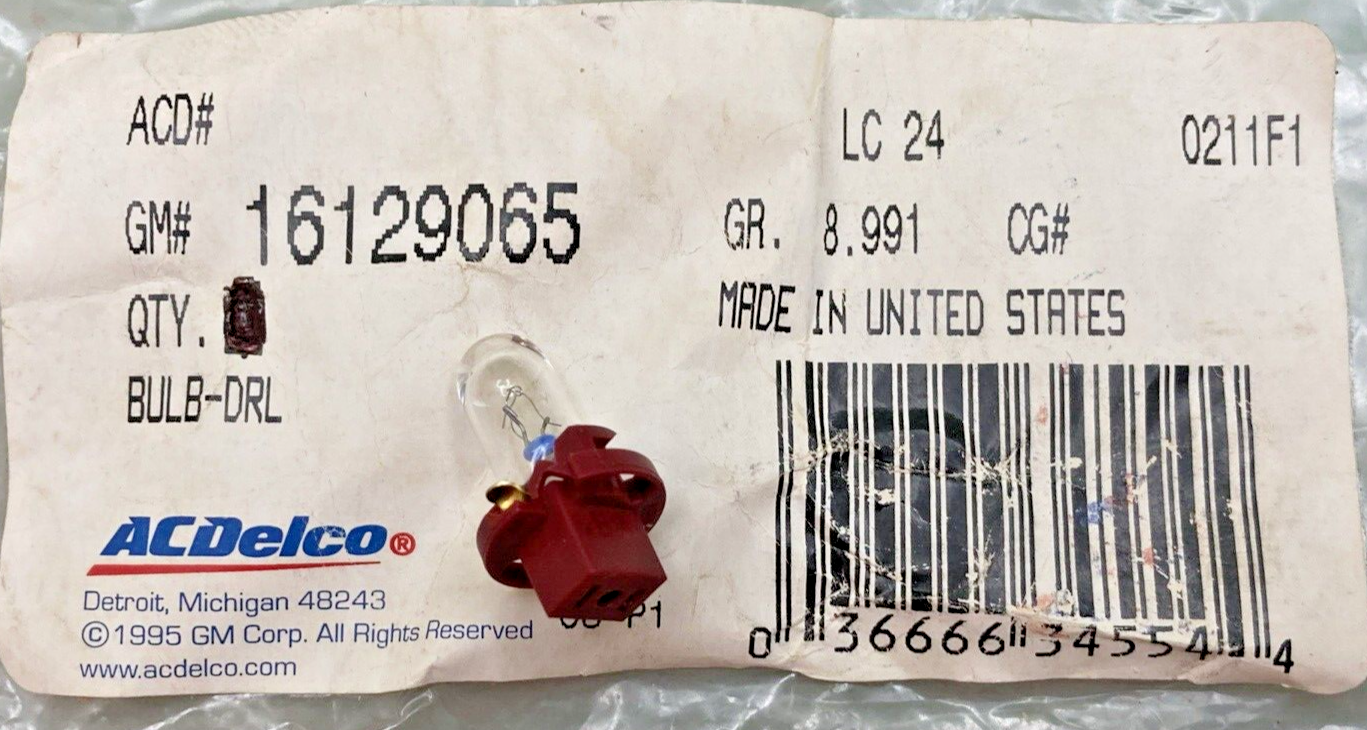 ACD#
LC 24 0211F1
GM# 16129065 GR. 8.991 CG#
QTY.
MADE IN UNITED STATES
BULB-DRL
ACDelco®
Detroit, Michigan 48243
©1995 GM Corp. All Rights Reserved
www.acdelco.com
P1
0 36666 34554 4